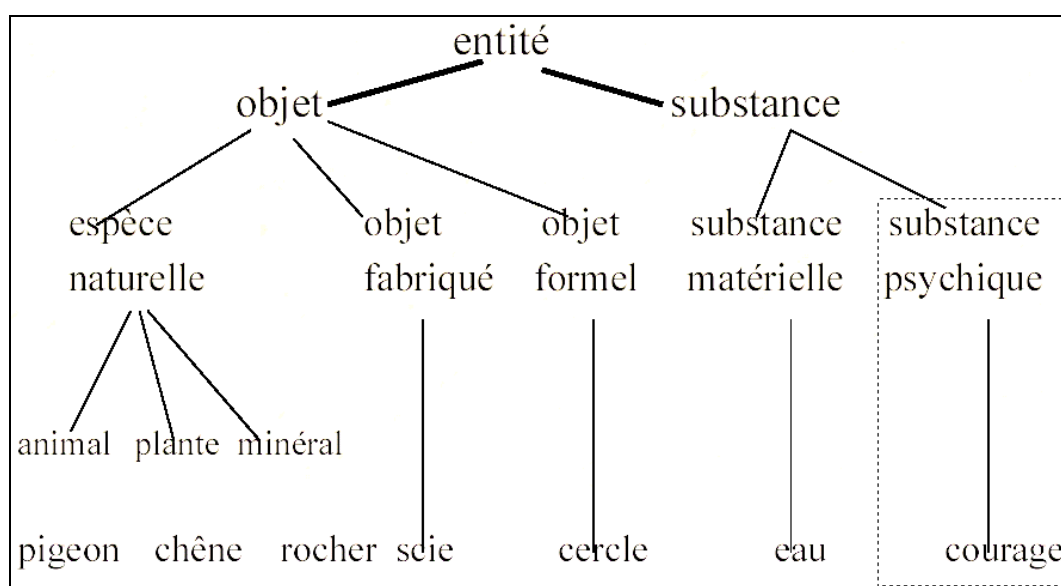 entité
objet substance
espèce objet objet substance substance
naturelle fabriqué formel matérielle psychique
animal plante minéral
pigeon chêne rocher scie cercle eau courage